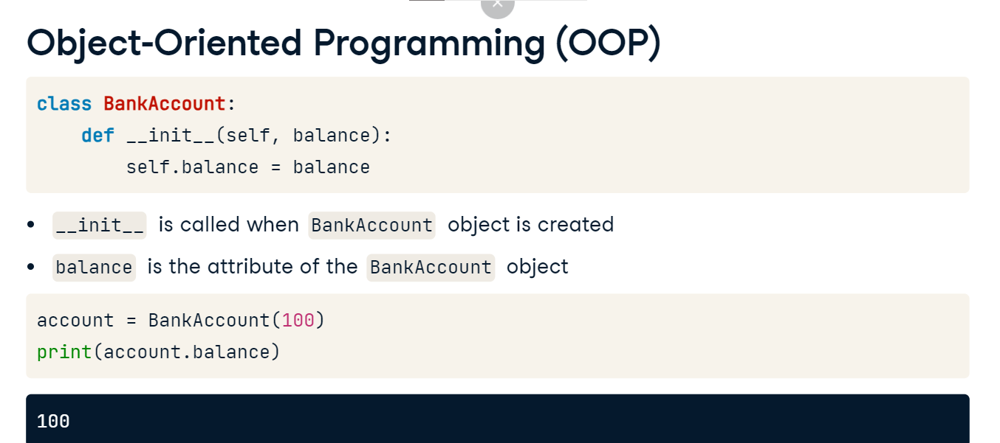 Object-Oriented Programming (OOP)
class BankAccount:
    def __init__(self, balance):
        self.balance = balance
• __init__ is called when BankAccount object is created
• balance is the attribute of the BankAccount object
account = BankAccount(100)
print(account.balance)
100